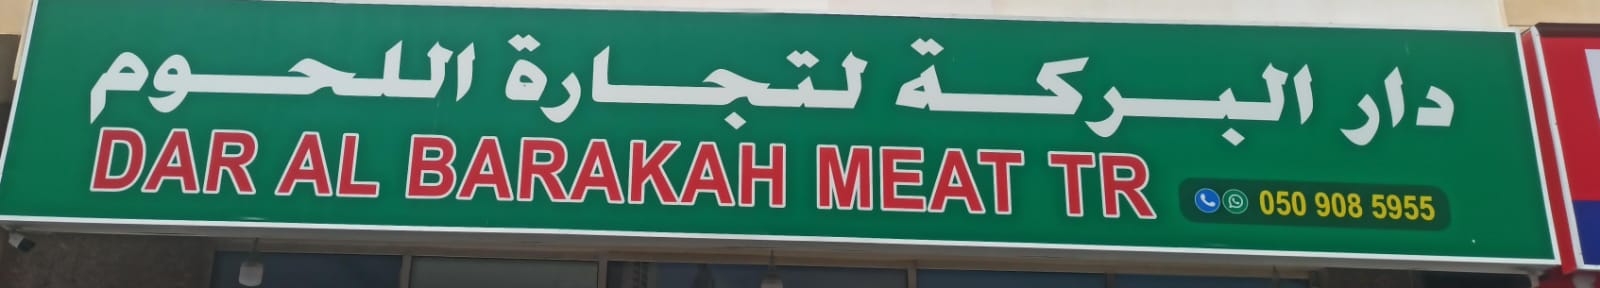 دار البركة لتجارة اللحوم
DAR AL BARAKAH MEAT TR
050 908 5955